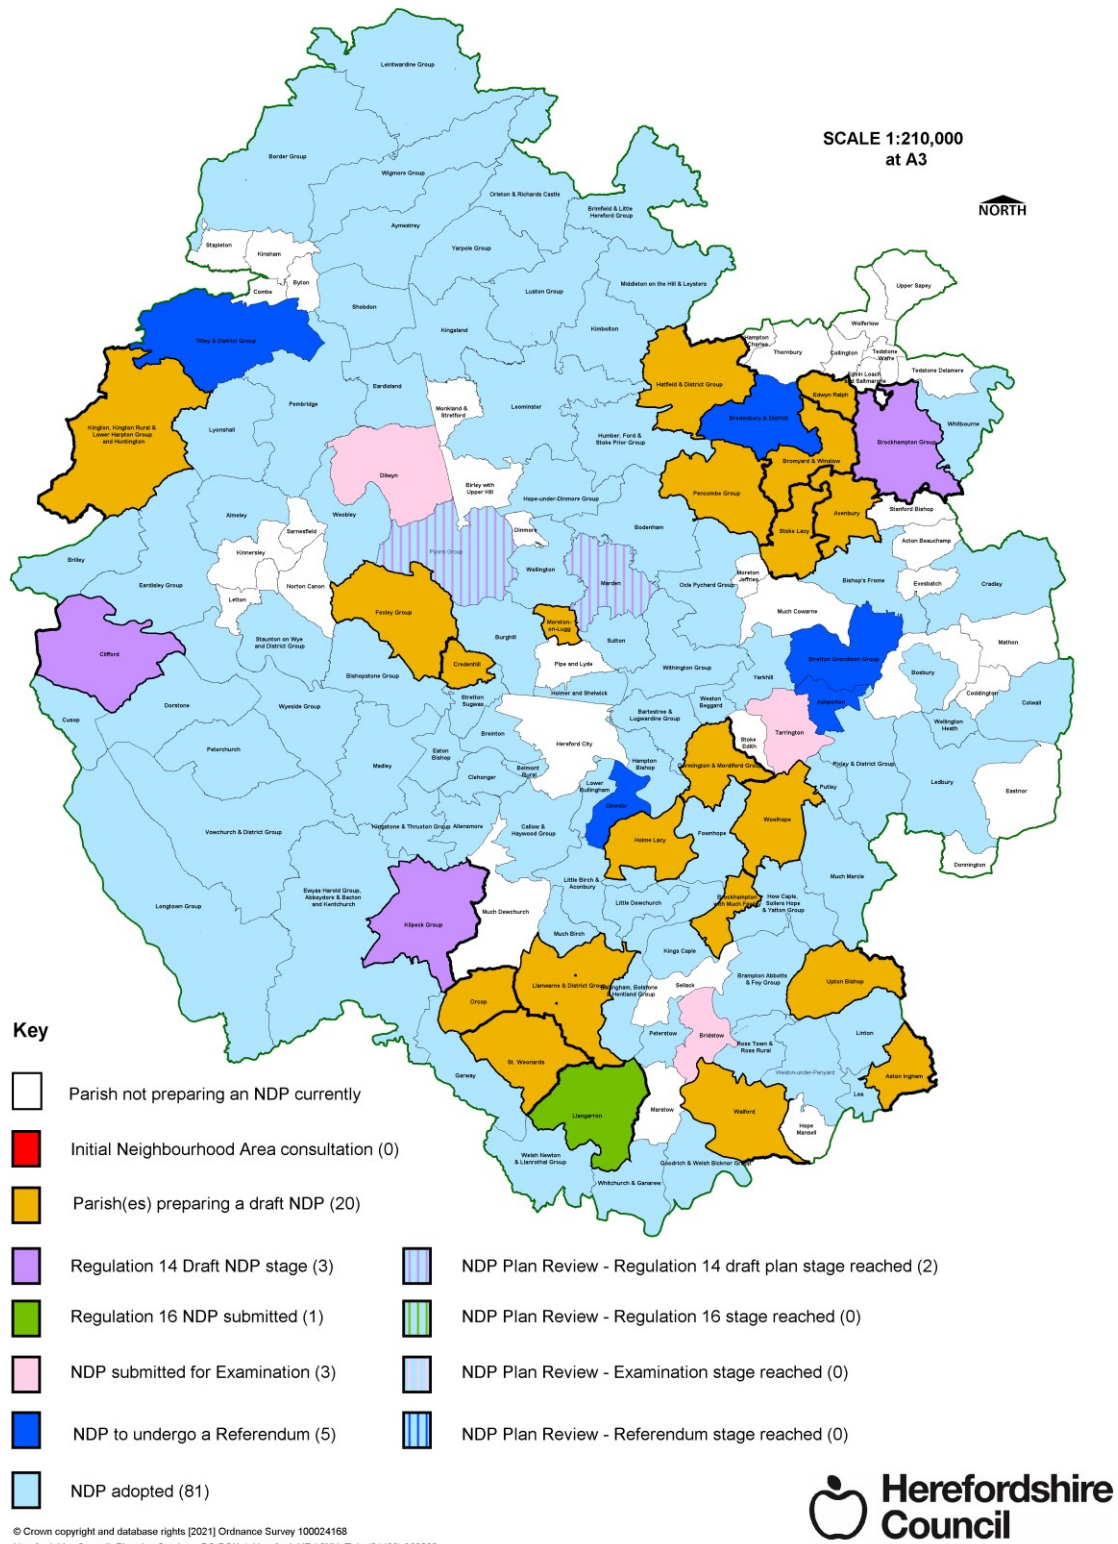 Leintwardine Group
SCALE 1:210,000
at A3
NORTH
Border Group
Wigmore Group
Orleton & Richards Castle
Brimfield & Little
Hereford Group
Aymestrey
Yarpole Group
Stapleton
Kinsham
Combe
Byton
Shobdon
Luston Group
Middleton on the Hill & Leysters
Upper Sapey
Kingsland
Kimbolton
Wolferlow
Hampton
Charles
Thornbury
Collington
Tedstone
Wafre
Edvin Loach
and Saltmarshe
Tedstone Delamere
Titley & District Group
Eardisland
Hatfield & District Group
Edwyn Ralph
Pembridge
Monkland &
Stretford
Leominster
Bredenbury & District
Whitbourne
Kington, Kington Rural &
Lower Harpton Group
and Huntington
Lyonshall
Humber, Ford &
Stoke Prior Group
Brockhampton Group
Dilwyn
Bromyard & Winslow
Birley with
Upper Hill
Hope-under-Dinmore Group
Pencombe Group
Almeley
Weobley
Avenbury
Stanford Bishop
Sarnesfield
Dinmore
Bodenham
Stoke Lacy
Acton Beauchamp
Kinnersley
Pyons Group
Brilley
Eardisley Group
Norton Canon
Wellington
Marden
Ocle Pychard Group
Moreton
Jeffries
Bishop's Frome
Evesbatch
Cradley
Letton
Foxley Group
Much Cowarne
Clifford
Staunton on Wye
and District Group
Burghill
Moreton-
on-Lugg
Sutton
Mathon
Credenhill
Pipe and Lyde
Withington Group
Stretton Grandison Group
Bishopstone Group
Yarkhill
Bosbury
Coddington
Colwall
Dorstone
Wyeside Group
Stretton
Sugwas
Holmer and Shelwick
Weston
Beggard
Ashperton
Cusop
Bartestree &
Lugwardine Group
Wellington
Heath
Breinton
Tarrington
Peterchurch
Eaton
Bishop
Hereford City
Stoke
Edith
Madley
Belmont
Rural
Hampton
Bishop
Dormington & Mordiford Group
Pixley & District Group
Clehonger
Lower
Bullingham
Putley
Ledbury
Eastnor
Dinedor
Vowchurch & District Group
Kingstone & Thruxton Group
Allensmore
Callow &
Haywood Group
Holme Lacy
Fownhope
Woolhope
Donnington
Little Birch &
Aconbury
Much Marcle
Ewyas Harold Group,
Abbeydore & Bacton
and Kentchurch
Longtown Group
Little Dewchurch
Brockhampton
with Much Fawley
How Caple,
Sollers Hope
& Yatton Group
Kilpeck Group
Much Dewchurch
Much Birch
Kings Caple
Sellack
Brampton Abbotts
& Foy Group
Upton Bishop
Orcop
Llanwarne & District Group
Ballingham, Bolstone
& Hentland Group
Peterstow
Bridstow
Ross Town &
Ross Rural
Linton
St. Weonards
Garway
Weston-under-Penyard
Aston Ingham
Lea
Llangarron
Marstow
Walford
Hope
Mansell
Welsh Newton
& Llanrothal Group
Goodrich & Welsh Bicknor Group
Whitchurch & Ganarew
Key
Parish not preparing an NDP currently
Initial Neighbourhood Area consultation (0)
Parish(es) preparing a draft NDP (20)
Regulation 14 Draft NDP stage (3)
NDP Plan Review - Regulation 14 draft plan stage reached (2)
Regulation 16 NDP submitted (1)
NDP Plan Review - Regulation 16 stage reached (0)
NDP submitted for Examination (3)
NDP Plan Review - Examination stage reached (0)
NDP to undergo a Referendum (5)
NDP Plan Review - Referendum stage reached (0)
NDP adopted (81)
Herefordshire
Council
© Crown copyright and database rights [2021] Ordnance Survey 100024168